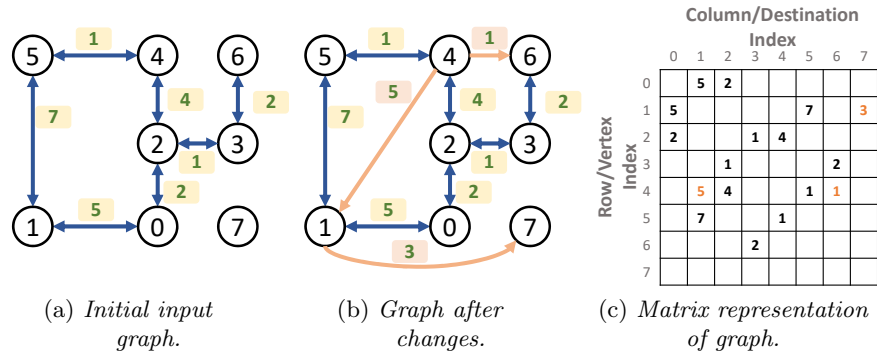 1
5 4 6
7 4 2
2 3
1
2
5
1 0 7
(a) Initial input
graph.
1 1
5 4 6
5
7 4 2
2 3
1
2
5
1 0 7
3
(b) Graph after
changes.
Column/Destination
Index
0 1 2 3 4 5 6 7
Row/Vertex
Index
0 5 2
1 5 7 3
2 2 1 4
3 1 2
4 5 4 1 1
5 7 1
6 2
7
(c) Matrix representation
of graph.